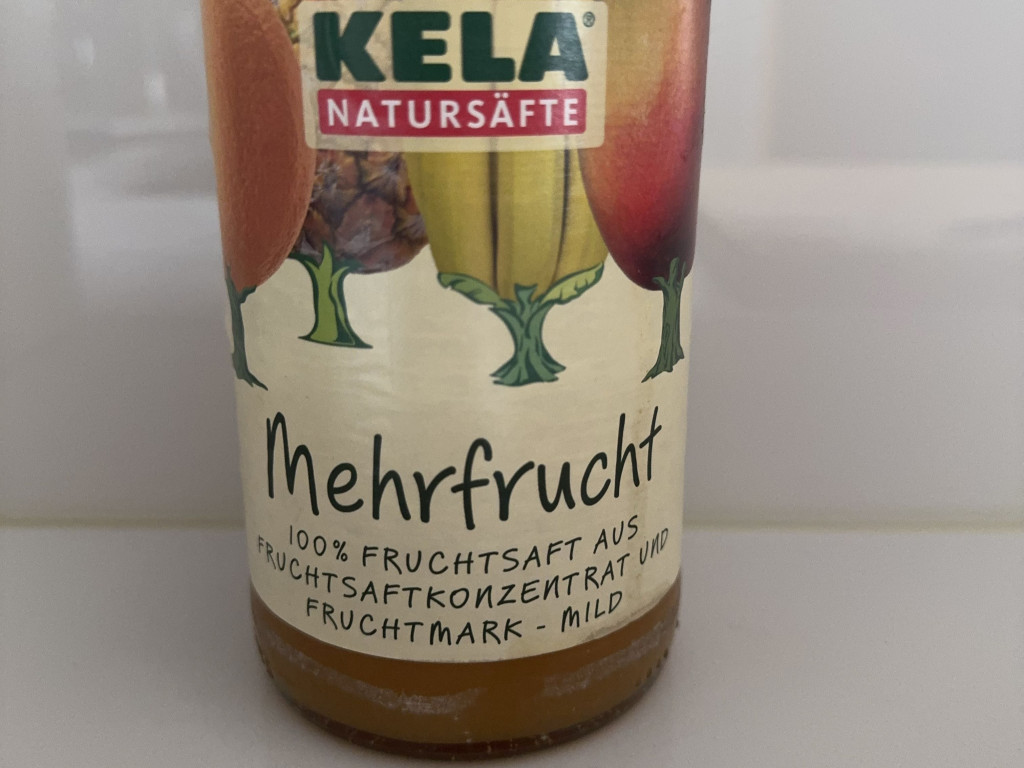 KELA®
NATURSÄFTE
Mehrfrucht
100% FRUCHTSAFT AUS
FRUCHTSAFTKONZENTRAT UND
FRUCHTMARK - MILD